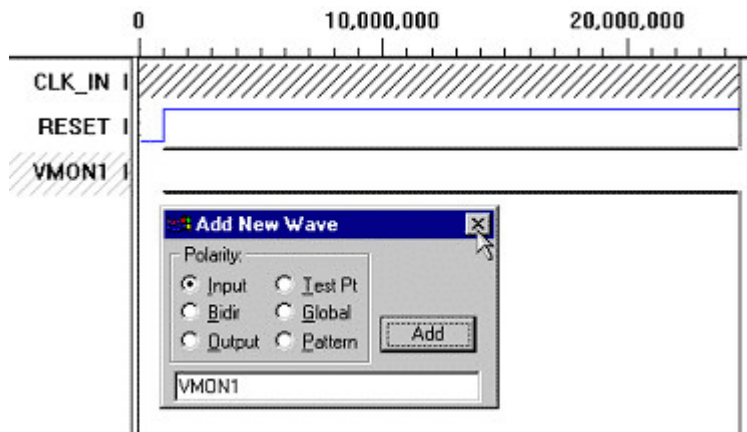 0 10,000,000 20,000,000
CLK_IN I
RESET I
VMON1 I
Add New Wave
Polarity:
Input Test Pt
Bidir Global
Output Pattern
Add
VMON1